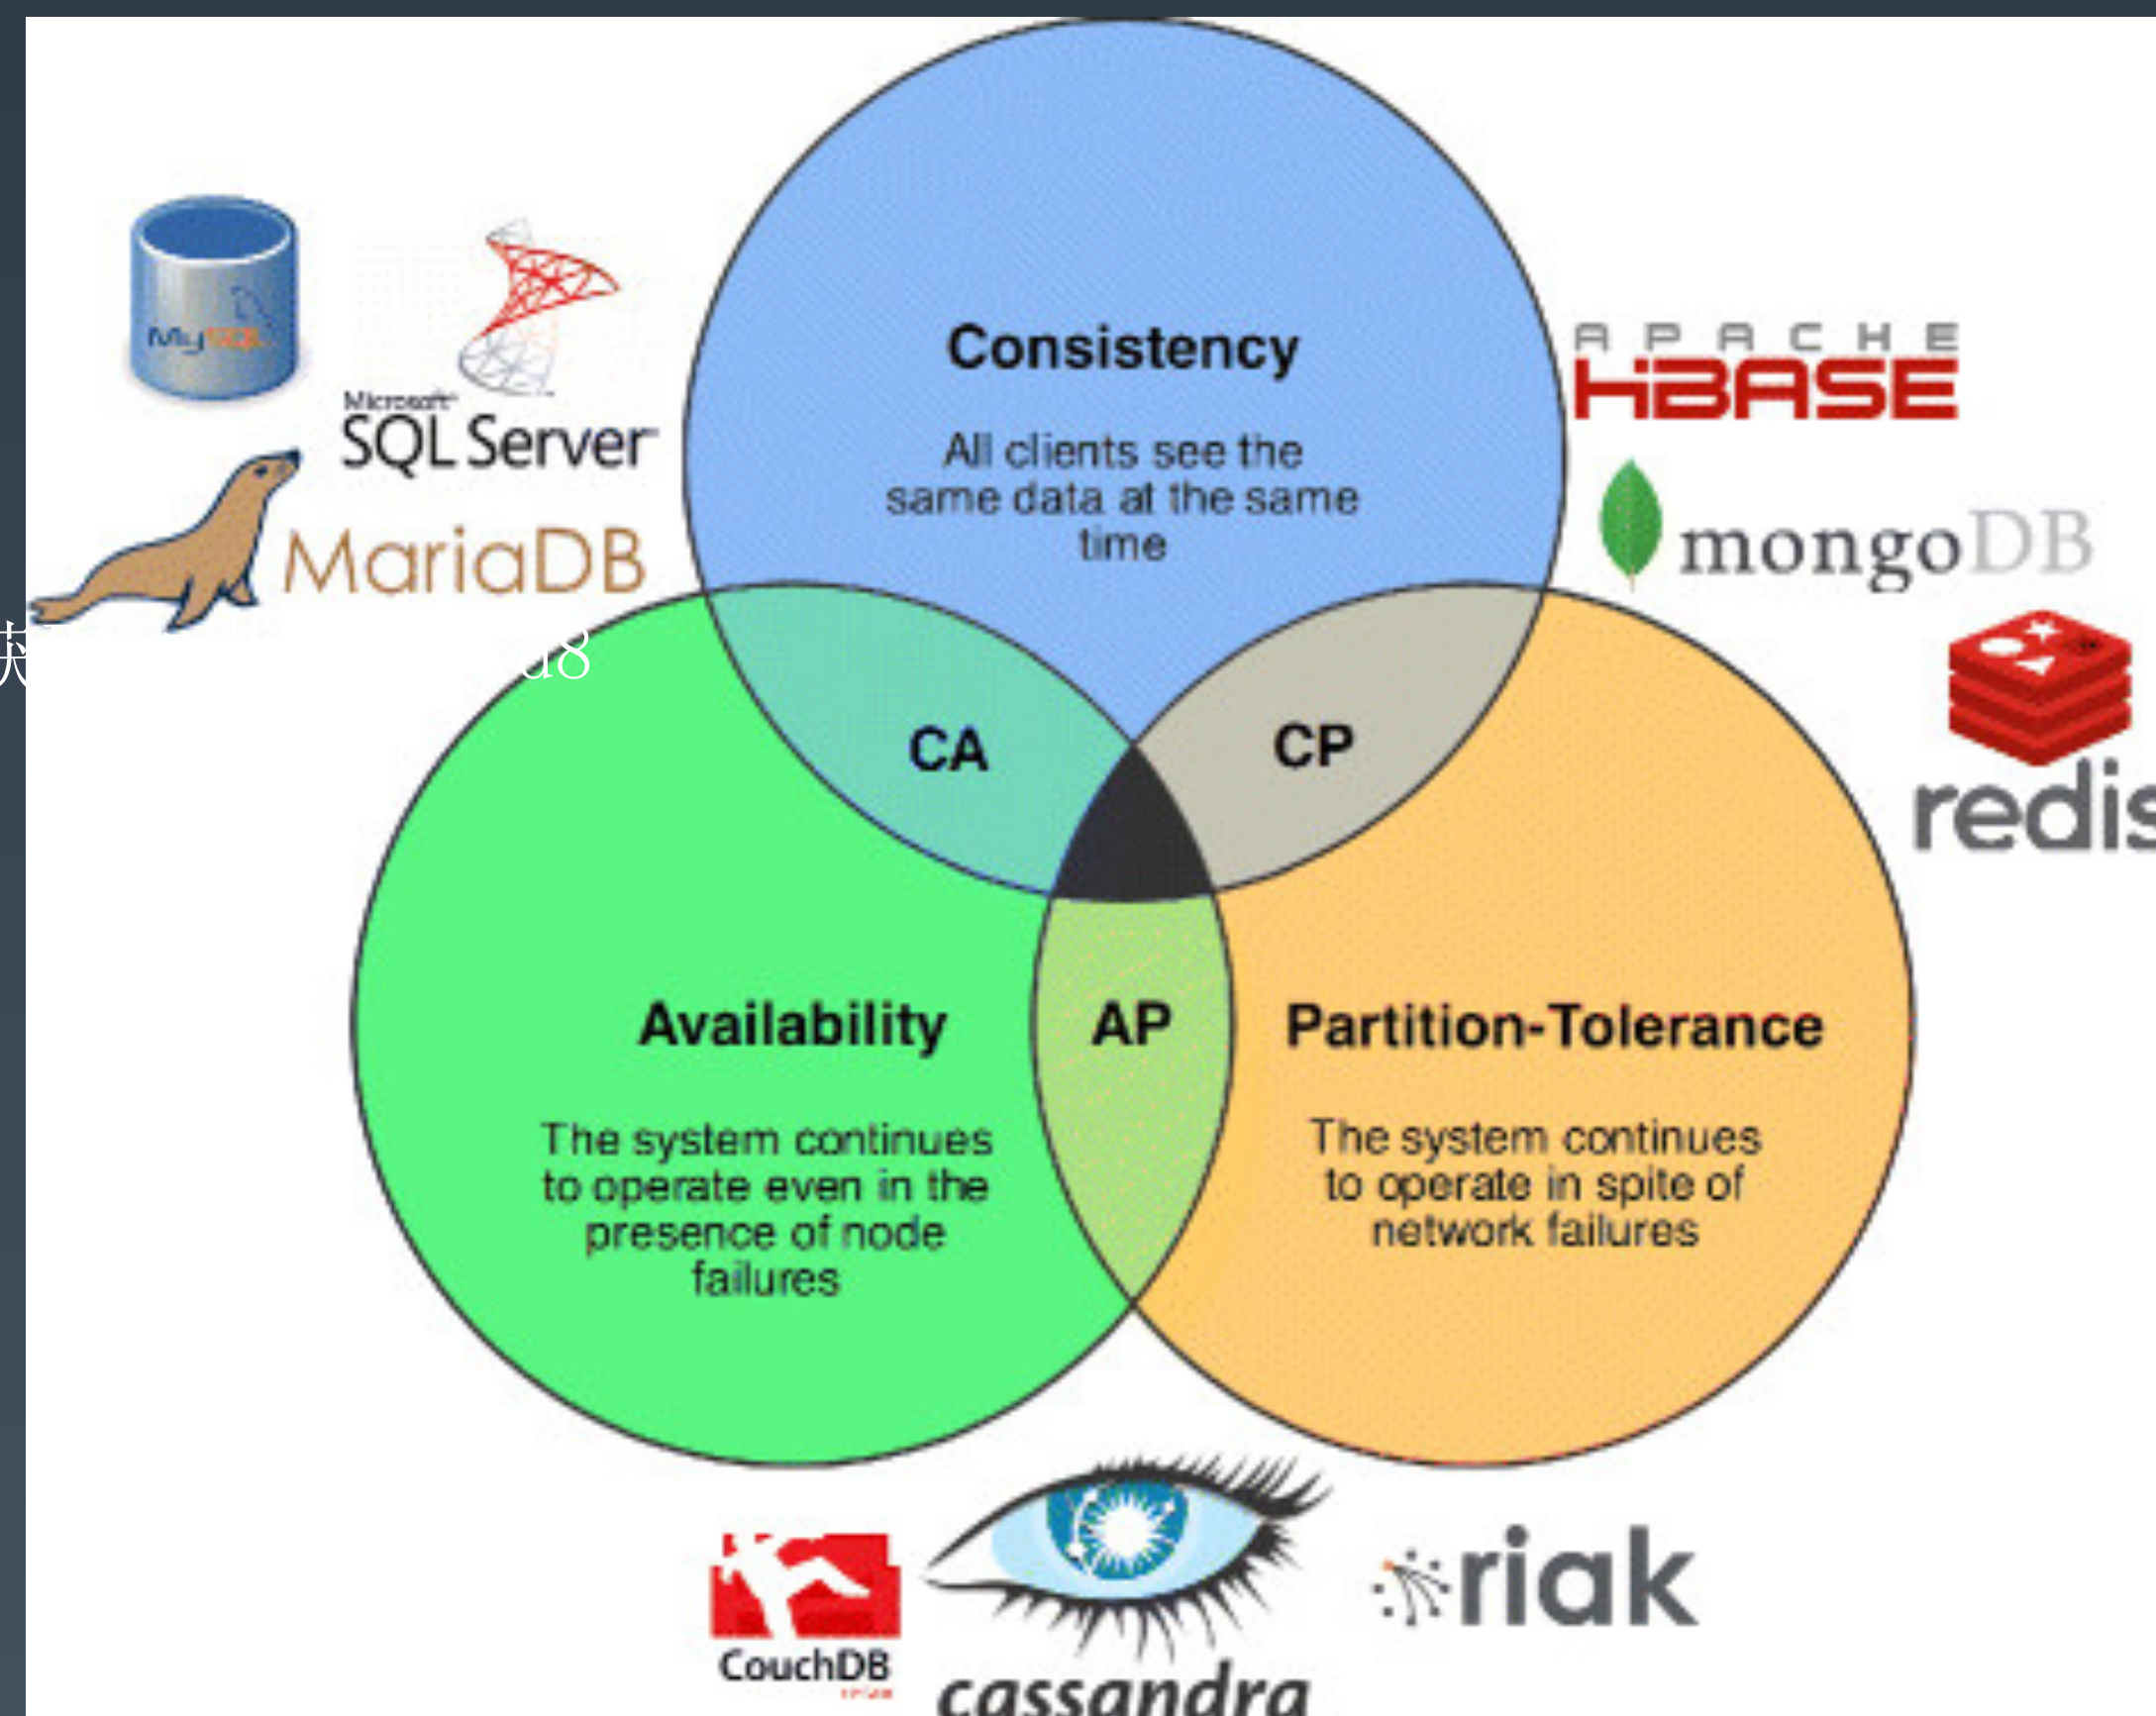 MySQL
Microsoft
SQL Server
MariaDB
Consistency
All clients see the
same data at the same
time
APACHE
HBASE
mongoDB
redis
d8
CA
CP
AP
Availability
The system continues
to operate even in the
presence of node
failures
Partition-Tolerance
The system continues
to operate in spite of
network failures
CouchDB
cassandra
riak